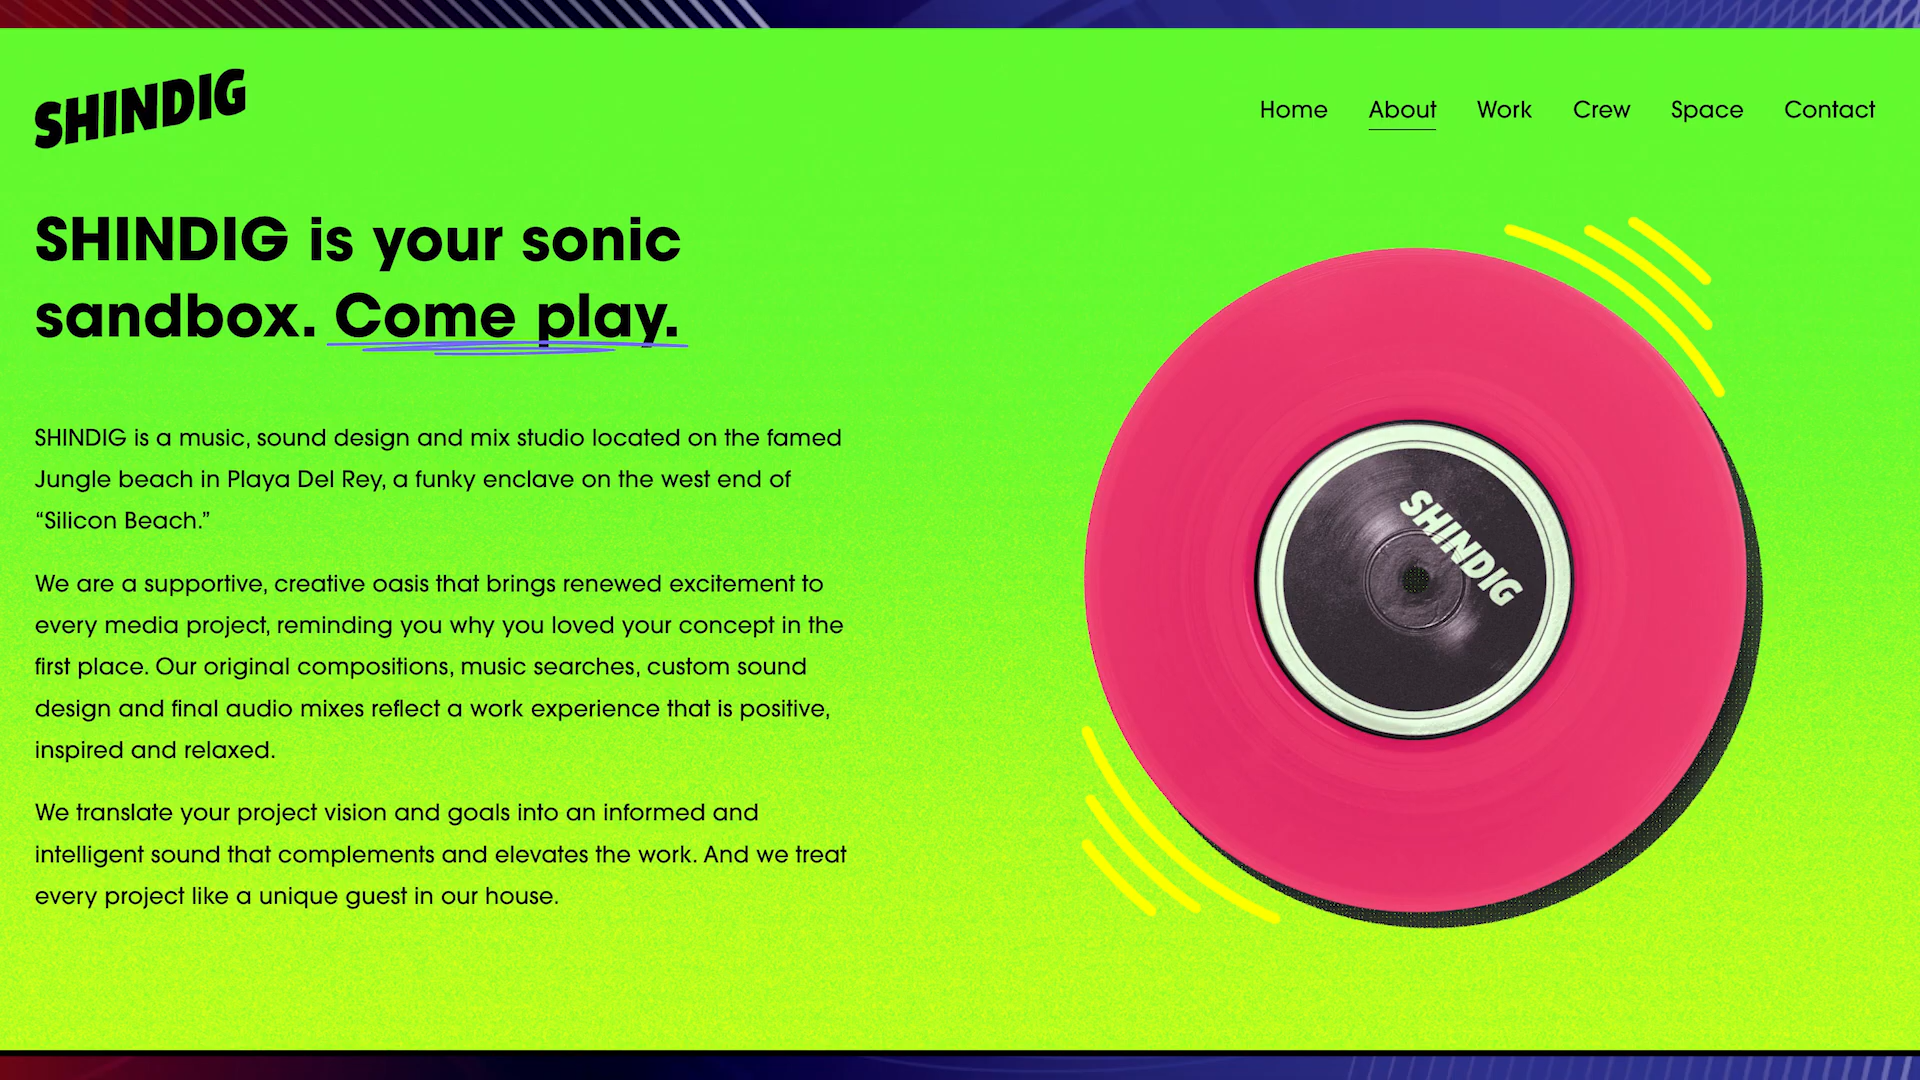 SHINDIG
Home About Work Crew Space Contact
SHINDIG is your sonic
sandbox. Come play.
SHINDIG is a music, sound design and mix studio located on the famed
Jungle beach in Playa Del Rey, a funky enclave on the west end of
“Silicon Beach.”
We are a supportive, creative oasis that brings renewed excitement to
every media project, reminding you why you loved your concept in the
first place. Our original compositions, music searches, custom sound
design and final audio mixes reflect a work experience that is positive,
inspired and relaxed.
We translate your project vision and goals into an informed and
intelligent sound that complements and elevates the work. And we treat
every project like a unique guest in our house.
SHINDIG